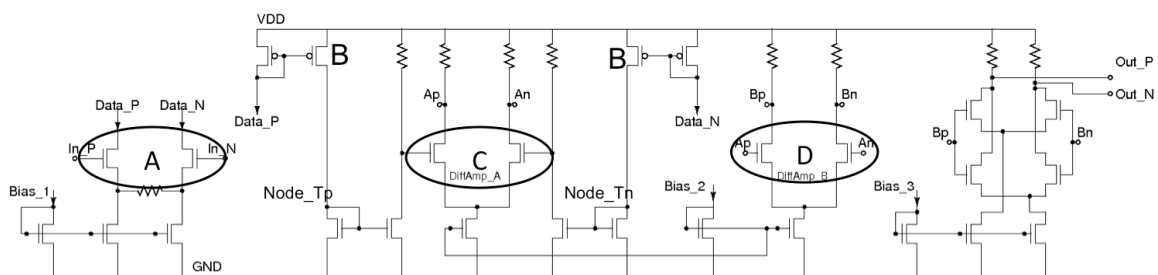 VDD
B
B
Out_P
Out_N
Ap
An
Bp
Bn
Data_P
Data_N
Data_P
Data_N
In_P
A
In_N
C
DiffAmp_A
Ap
D
An
DiffAmp_B
Bp
Bn
Bias_1
Node_Tp
Node_Tn
Bias_2
Bias_3
GND